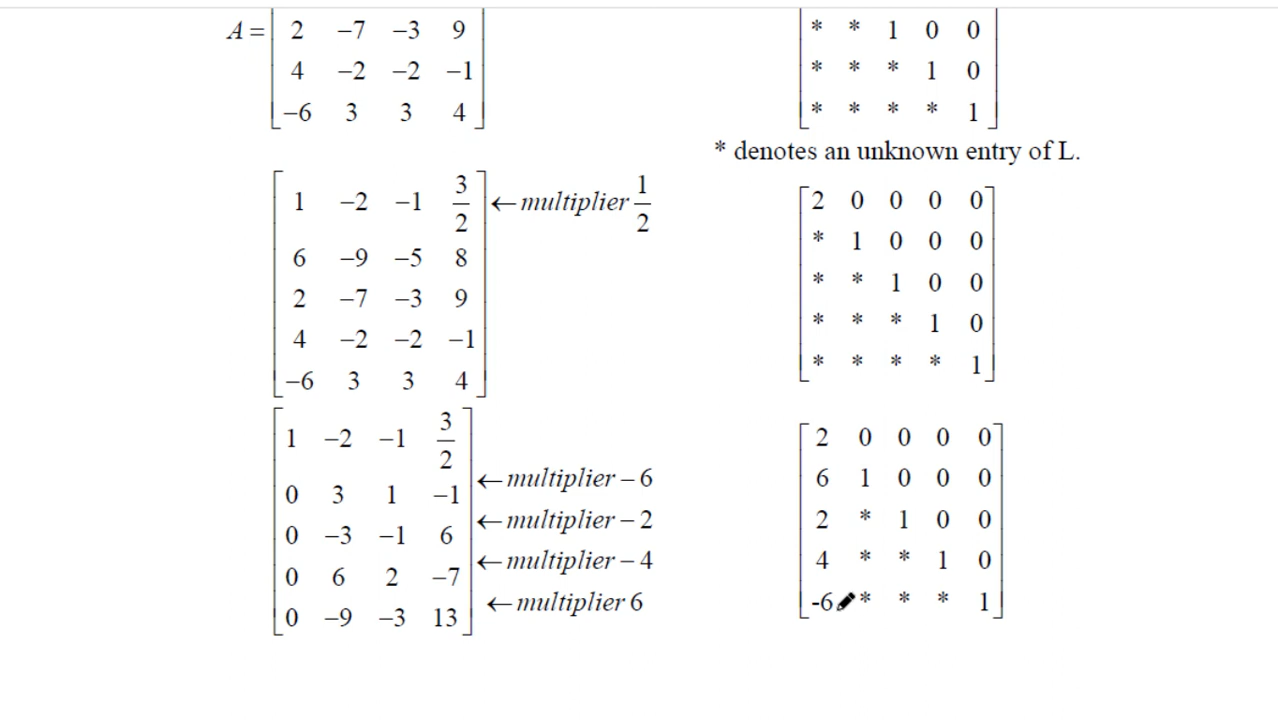 A = 2 −7 −3 9
4 −2 −2 −1
−6 3 3 4
* * 1 0 0
* * * 1 0
* * * * 1
* denotes an unknown entry of L.
1 −2 −1 3/2 ←multiplier 1/2
6 −9 −5 8
2 −7 −3 9
4 −2 −2 −1
−6 3 3 4
2 0 0 0 0
* 1 0 0 0
* * 1 0 0
* * * 1 0
* * * * 1
1 −2 −1 3/2
0 3 1 −1 ←multiplier − 6
0 −3 −1 6 ←multiplier − 2
0 6 2 −7 ←multiplier − 4
0 −9 −3 13 ←multiplier 6
2 0 0 0 0
6 1 0 0 0
2 * 1 0 0
4 * * 1 0
-6 * * * 1